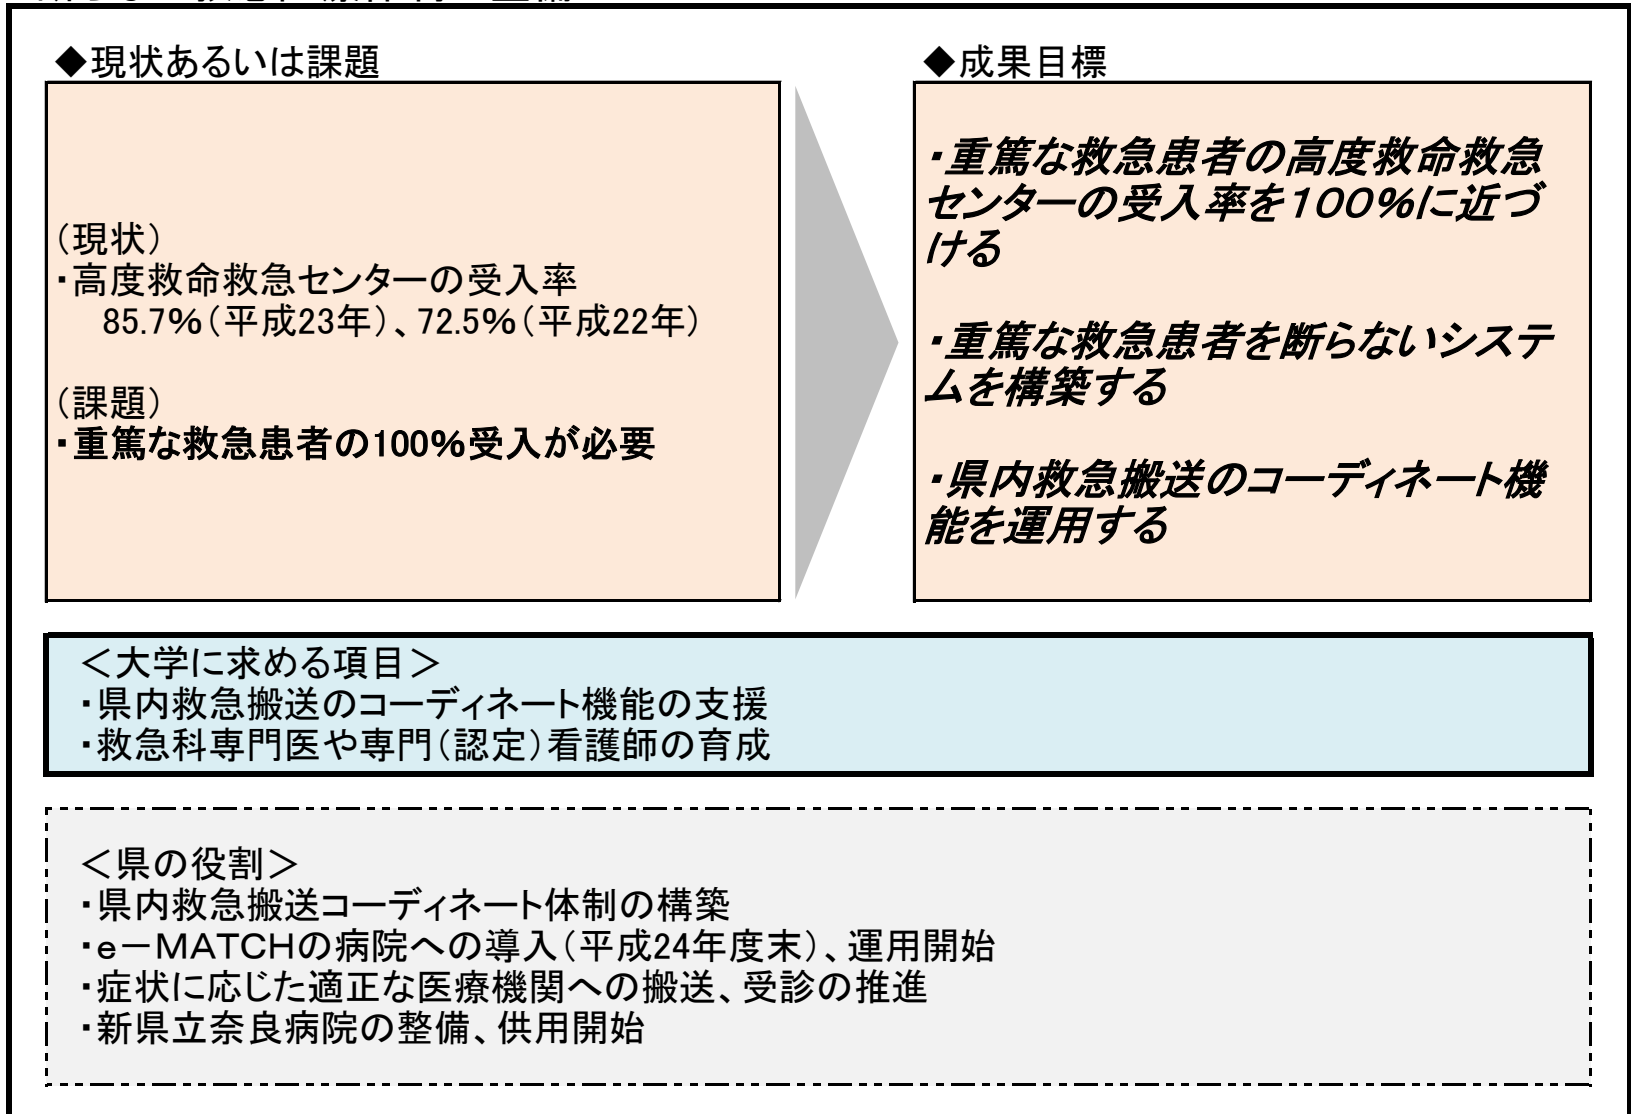 ◆現状あるいは課題
(現状)
・高度救命救急センターの受入率
85.7%(平成23年)、72.5%(平成22年)
(課題)
・重篤な救急患者の100%受入が必要
◆成果目標
・重篤な救急患者の高度救命救急
センターの受入率を100%に近づ
ける
・重篤な救急患者を断らないシステ
ムを構築する
・県内救急搬送のコーディネート機
能を運用する
<大学に求める項目>
・県内救急搬送のコーディネート機能の支援
・救急科専門医や専門(認定)看護師の育成
<県の役割>
・県内救急搬送コーディネート体制の構築
・e-MATCHの病院への導入(平成24年度末)、運用開始
・症状に応じた適正な医療機関への搬送、受診の推進
・新県立奈良病院の整備、供用開始